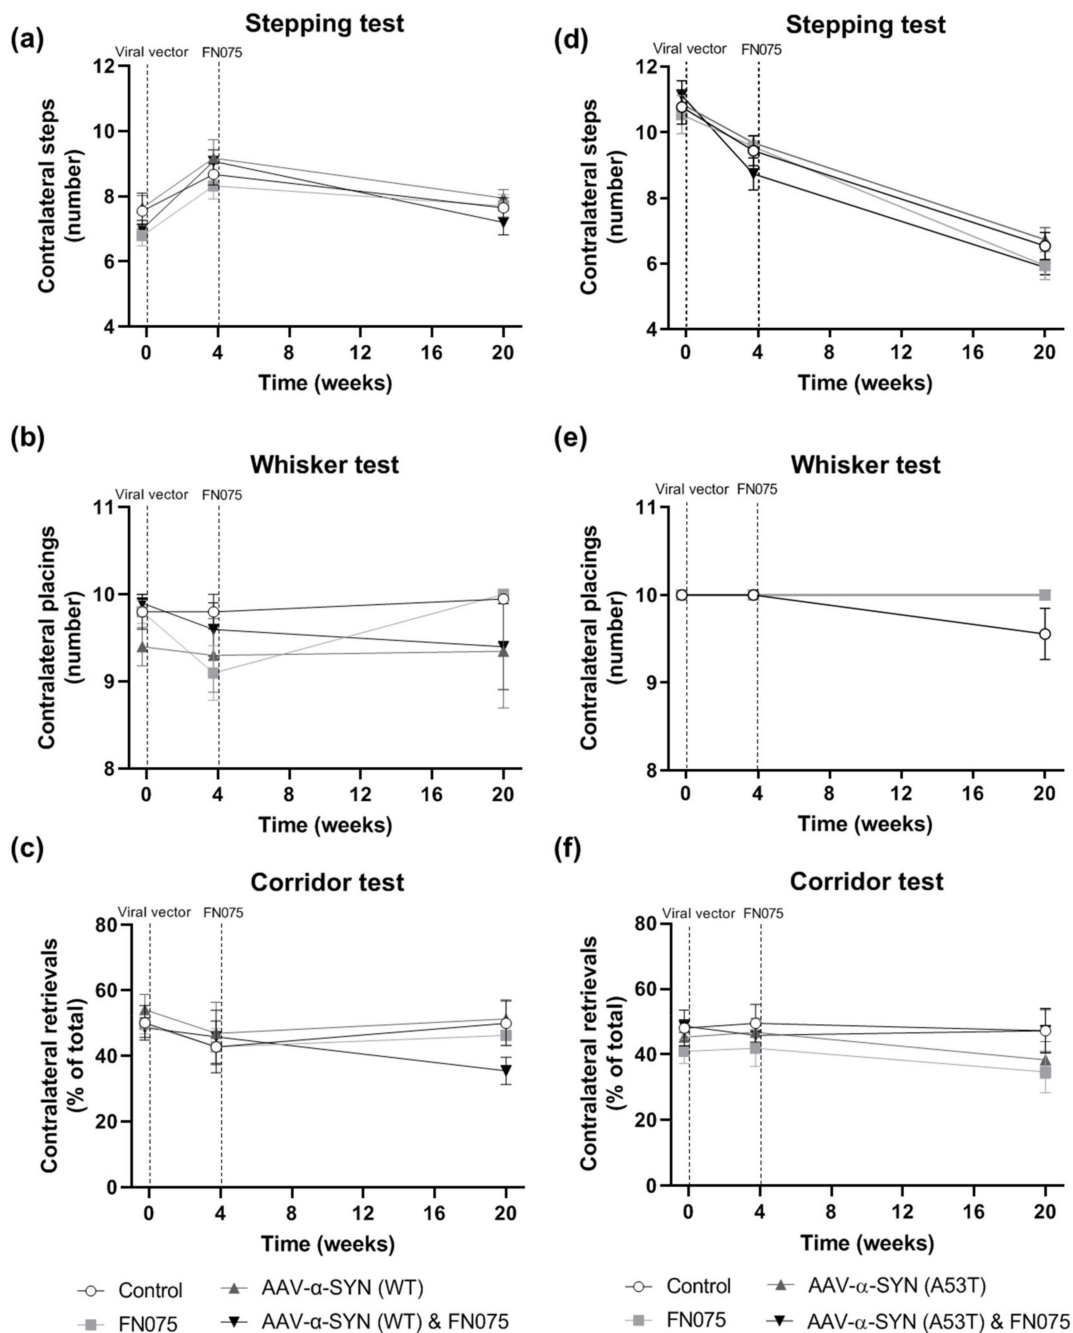 (a)
Stepping test
Viral vector
FN075
12
10
8
6
4
Contralateral steps
(number)
0
4
8
12
16
20
Time (weeks)
(d)
Stepping test
Viral vector
FN075
12
10
8
6
4
Contralateral steps
(number)
0
4
8
12
16
20
Time (weeks)
(b)
Whisker test
Viral vector
FN075
11
10
9
8
Contralateral placings
(number)
0
4
8
12
16
20
Time (weeks)
(e)
Whisker test
Viral vector
FN075
11
10
9
8
Contralateral placings
(number)
0
4
8
12
16
20
Time (weeks)
(c)
Corridor test
Viral vector
FN075
80
60
40
20
0
Contralateral retrievals
(% of total)
0
4
8
12
16
20
Time (weeks)
(f)
Corridor test
Viral vector
FN075
80
60
40
20
0
Contralateral retrievals
(% of total)
0
4
8
12
16
20
Time (weeks)
Control
AAV-α-SYN (WT)
FN075
AAV-α-SYN (WT) & FN075
Control
AAV-α-SYN (A53T)
FN075
AAV-α-SYN (A53T) & FN075